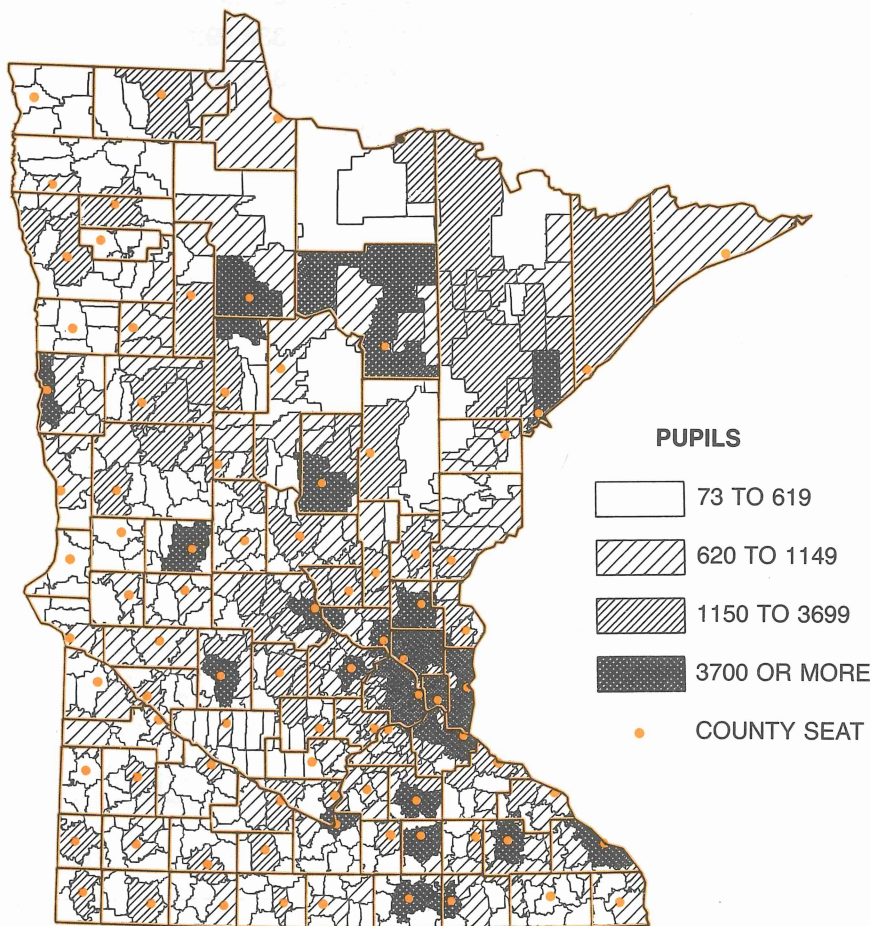 PUPILS
73 TO 619
620 TO 1149
1150 TO 3699
3700 OR MORE
COUNTY SEAT